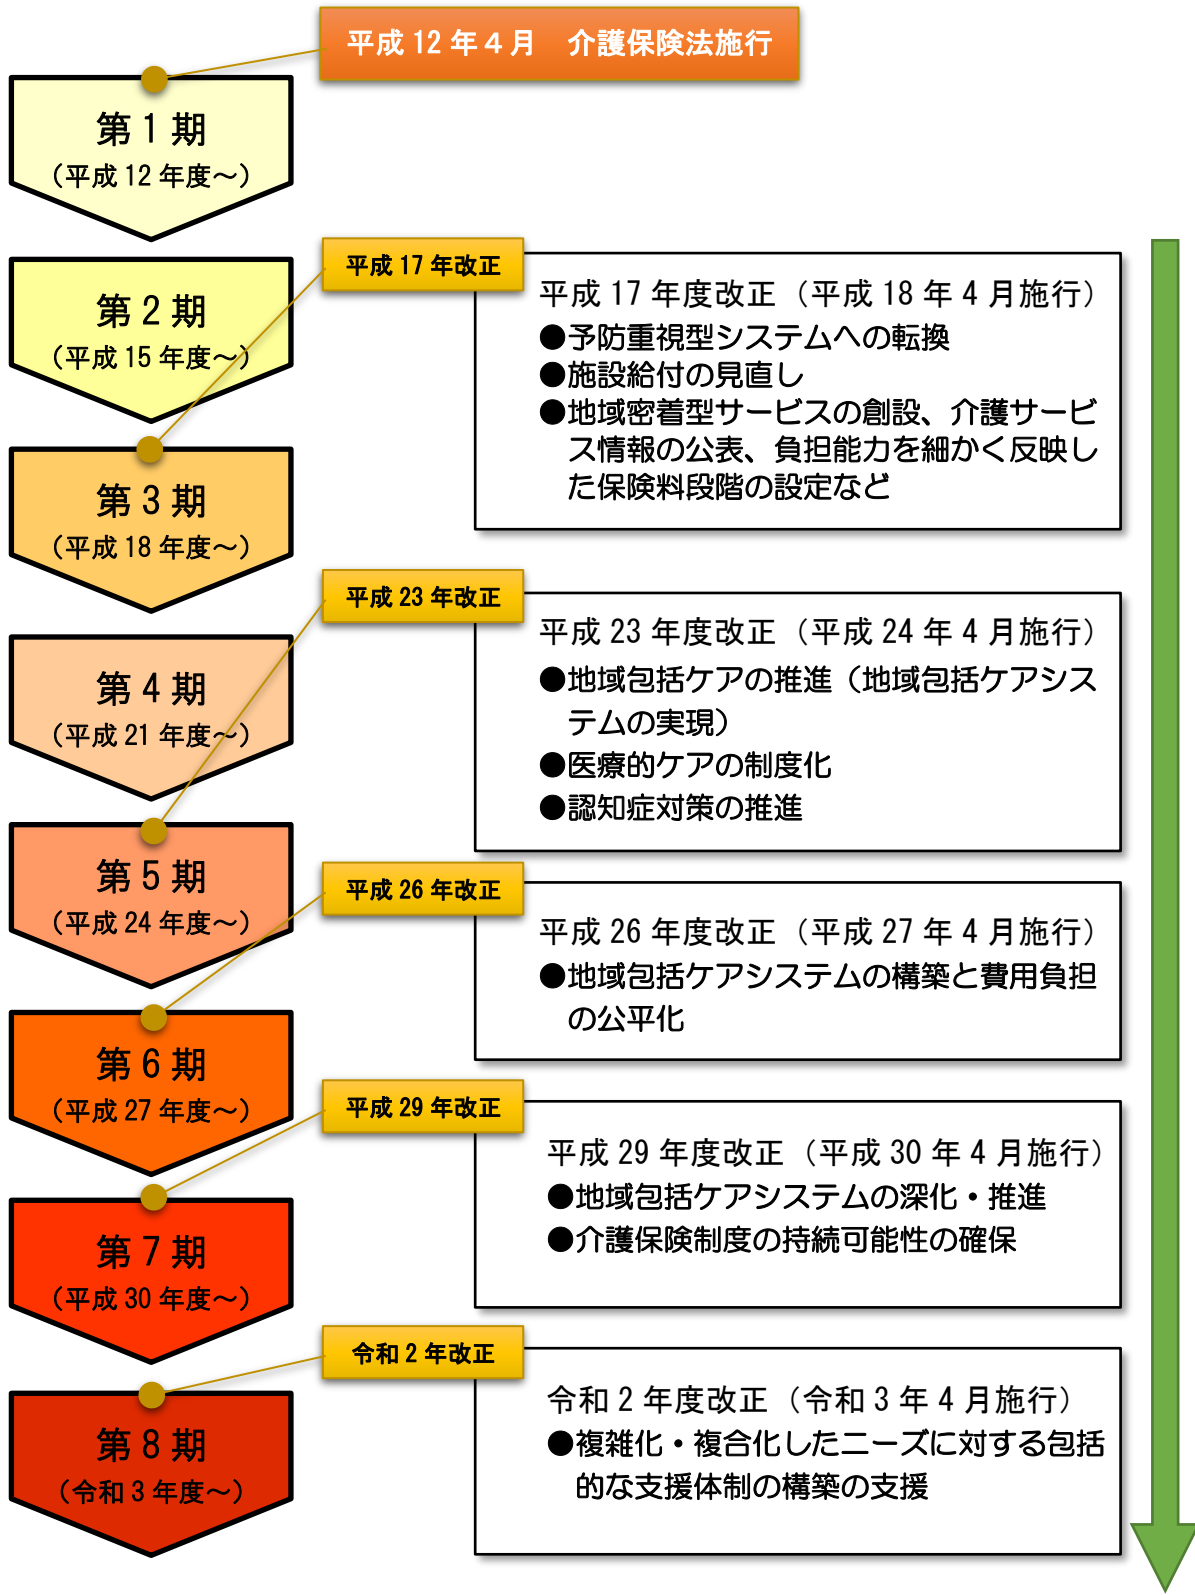 平成 12 年 4 月　介護保険法施行
第 1 期
（平成 12 年度～）
第 2 期
（平成 15 年度～）
平成 17 年改正
平成 17 年度改正（平成 18 年 4 月施行）
●予防重視型システムへの転換
●施設給付の見直し
●地域密着型サービスの創設、介護サービ
ス情報の公表、負担能力を細かく反映し
た保険料段階の設定など
第 3 期
（平成 18 年度～）
平成 23 年改正
平成 23 年度改正（平成 24 年 4 月施行）
●地域包括ケアの推進（地域包括ケアシス
テムの実現）
●医療的ケアの制度化
●認知症対策の推進
第 4 期
（平成 21 年度～）
第 5 期
（平成 24 年度～）
平成 26 年改正
平成 26 年度改正（平成 27 年 4 月施行）
●地域包括ケアシステムの構築と費用負担
の公平化
第 6 期
（平成 27 年度～）
平成 29 年改正
平成 29 年度改正（平成 30 年 4 月施行）
●地域包括ケアシステムの深化・推進
●介護保険制度の持続可能性の確保
第 7 期
（平成 30 年度～）
令和 2 年改正
令和 2 年度改正（令和 3 年 4 月施行）
●複雑化・複合化したニーズに対する包括
的な支援体制の構築の支援
第 8 期
（令和 3 年度～）